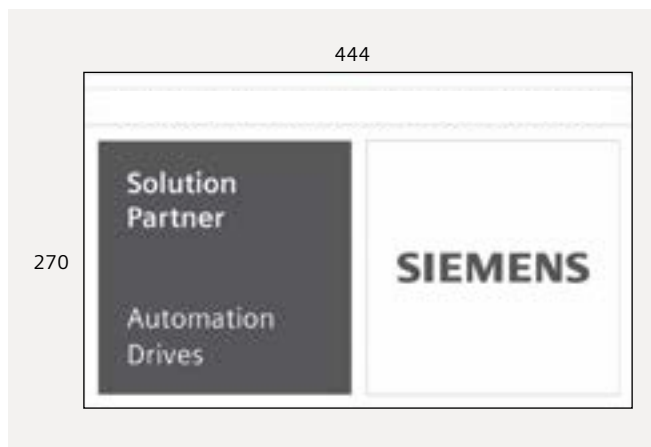 444
Solution
Partner
270
SIEMENS
Automation
Drives